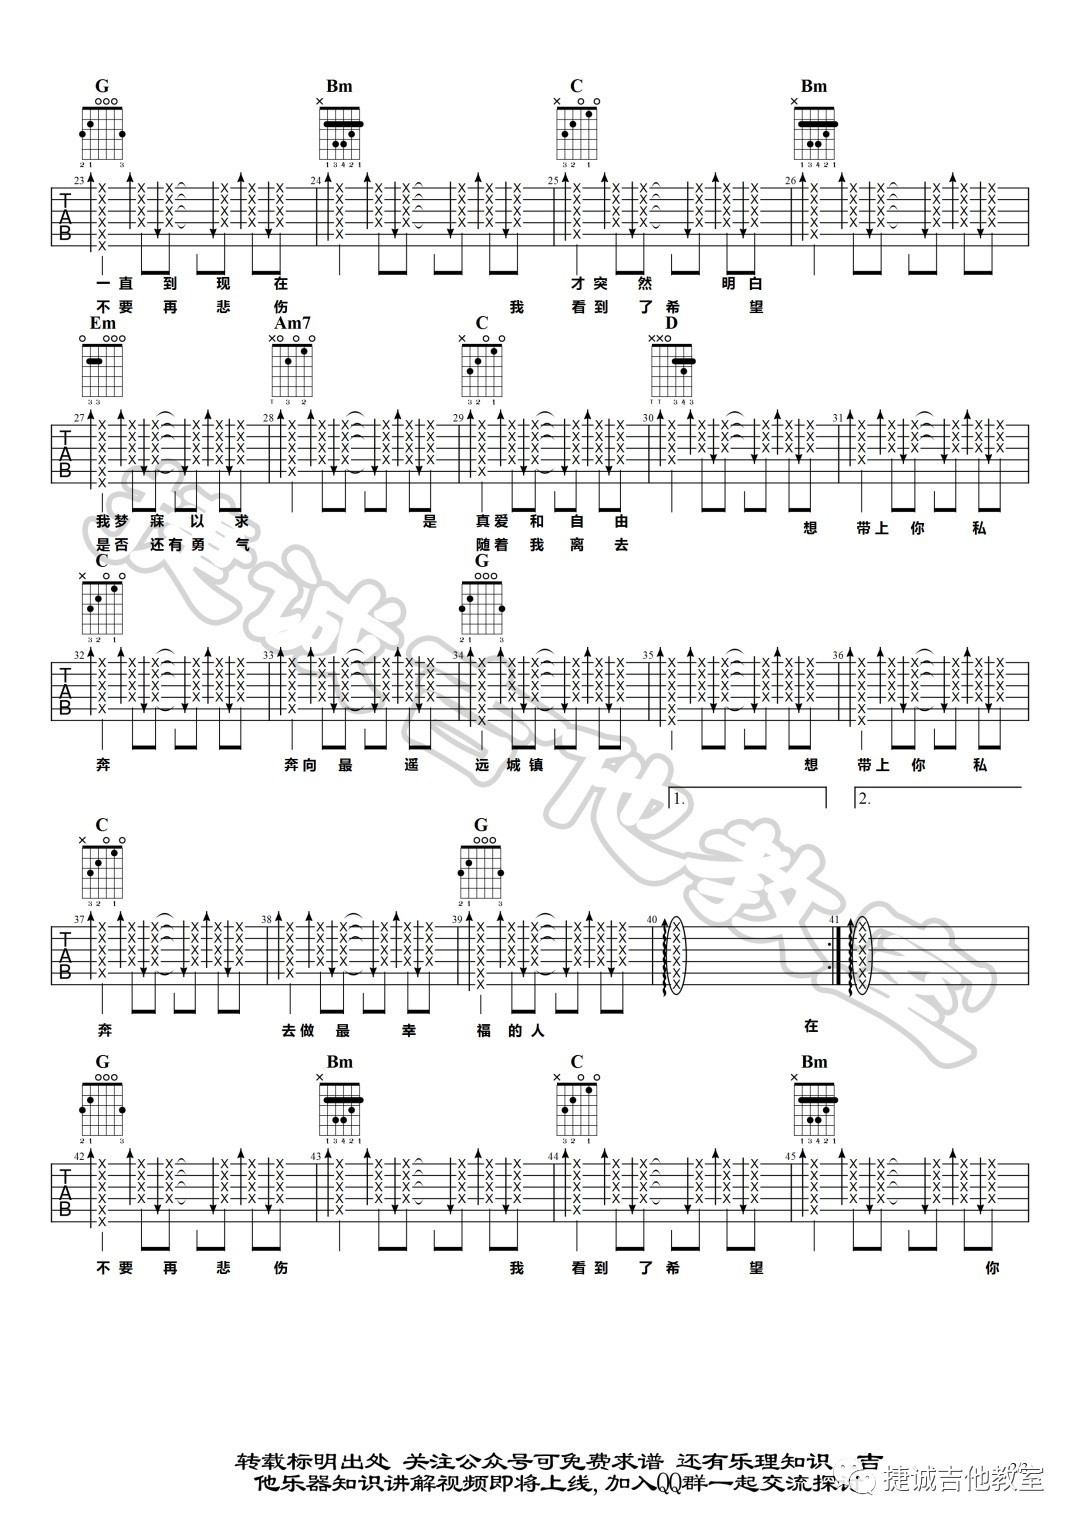 G Bm C Bm
23 24 25 26
一直到现在 才突然明白
不要再悲伤 我看到了希望
Em Am7 C D
27 28 29 30 31
我梦寐以求 是真爱和自由 想带上你私
是否还有勇气 随着我离去
C G
32 33 34 35 36
奔 奔向最遥远城镇 想带上你私
1. 2.
C G
37 38 39 40 41
奔 去做最幸福的人 在
G Bm C Bm
42 43 44 45
不要再悲伤 我看到了希望 你
捷诚吉他教室
转载标明出处 关注公众号可免费求谱 还有乐理知识 吉
他乐器知识讲解视频即将上线,加入QQ群一起交流探
捷诚吉他教室